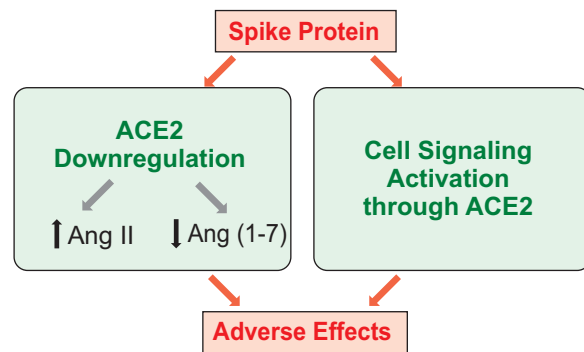 Spike Protein
ACE2
Downregulation
Ang II
Ang (1-7)
Cell Signaling
Activation
through ACE2
Adverse Effects